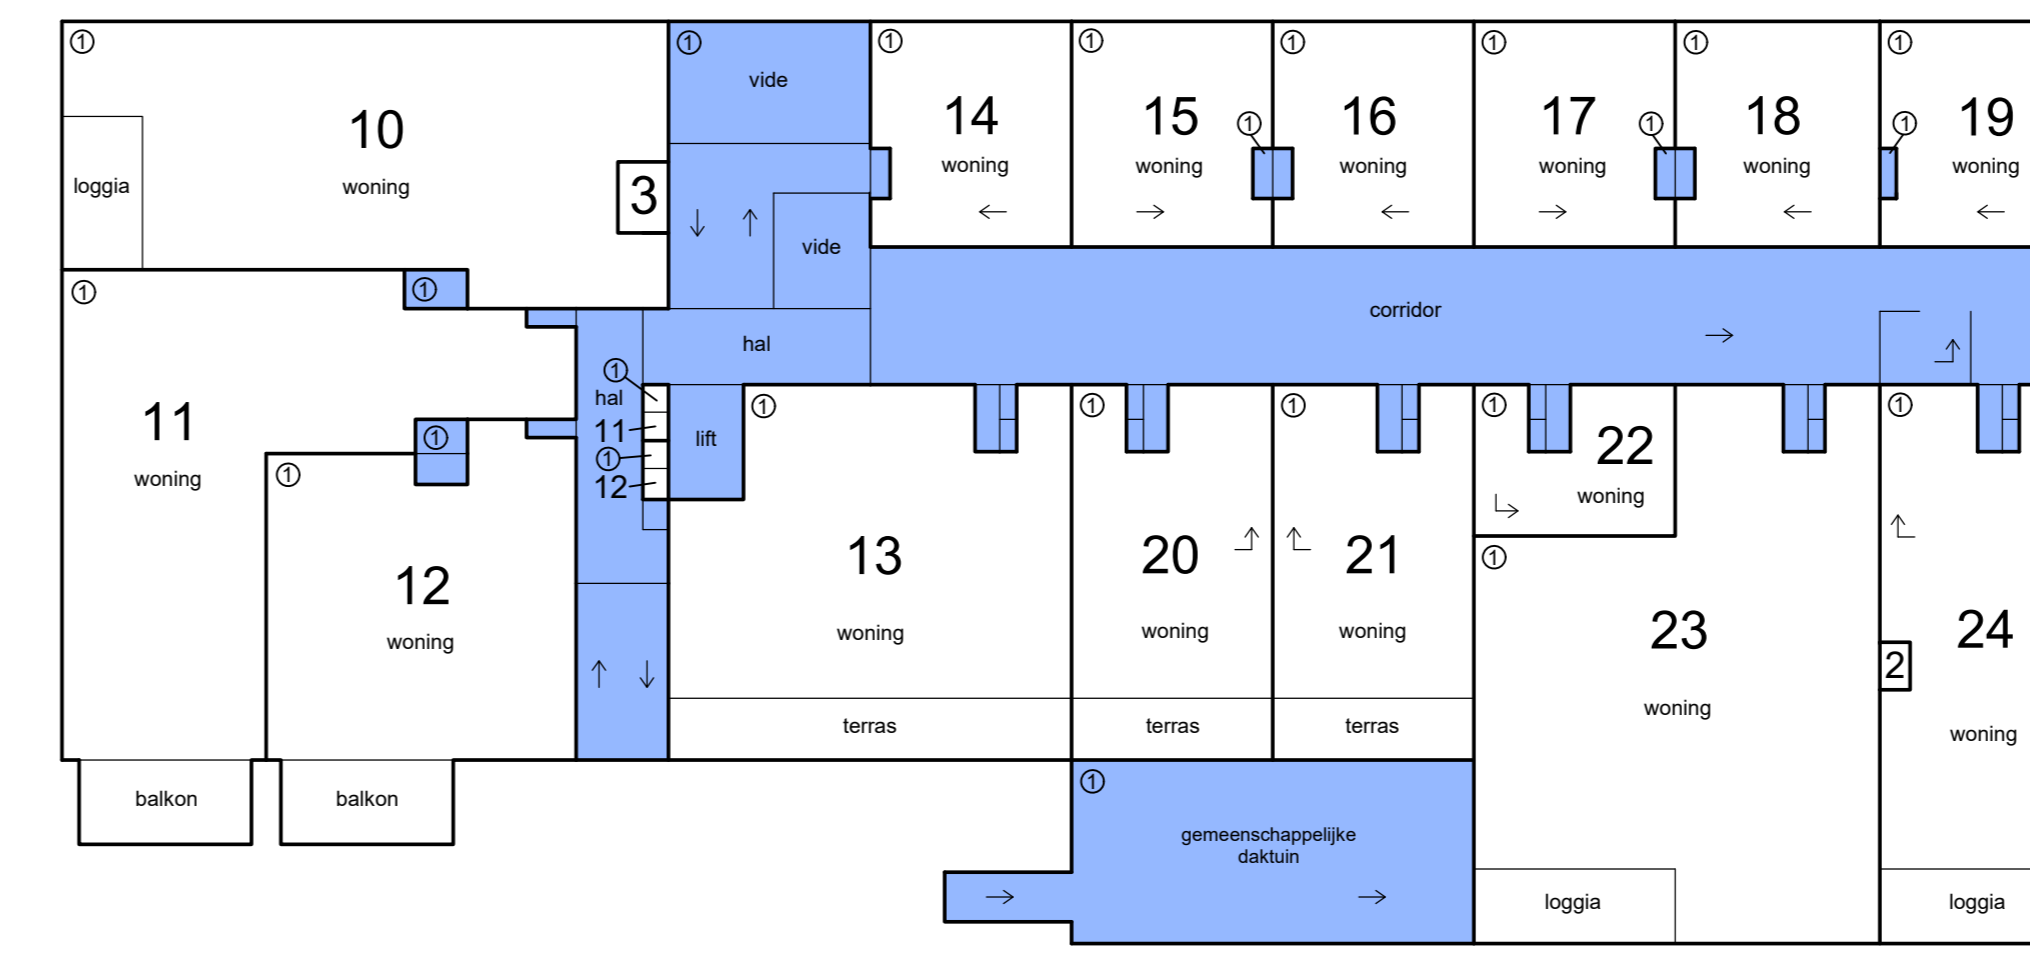 ① ① ① ① ① ① ① ①
vide
10 14 15 ① 16 17 ① 18 ① 19
woning woning woning woning woning woning
loggia woning 3
vide
① ① corridor
hal
① hal
11 ① 11 lift ① ① ① ① 22 ①
woning ① ① 12 woning
12 13 20 21 ①
woning woning woning woning 23 24
2
woning woning
terras terras terras
balkon balkon ①
gemeenschappelijke
daktuin
loggia loggia